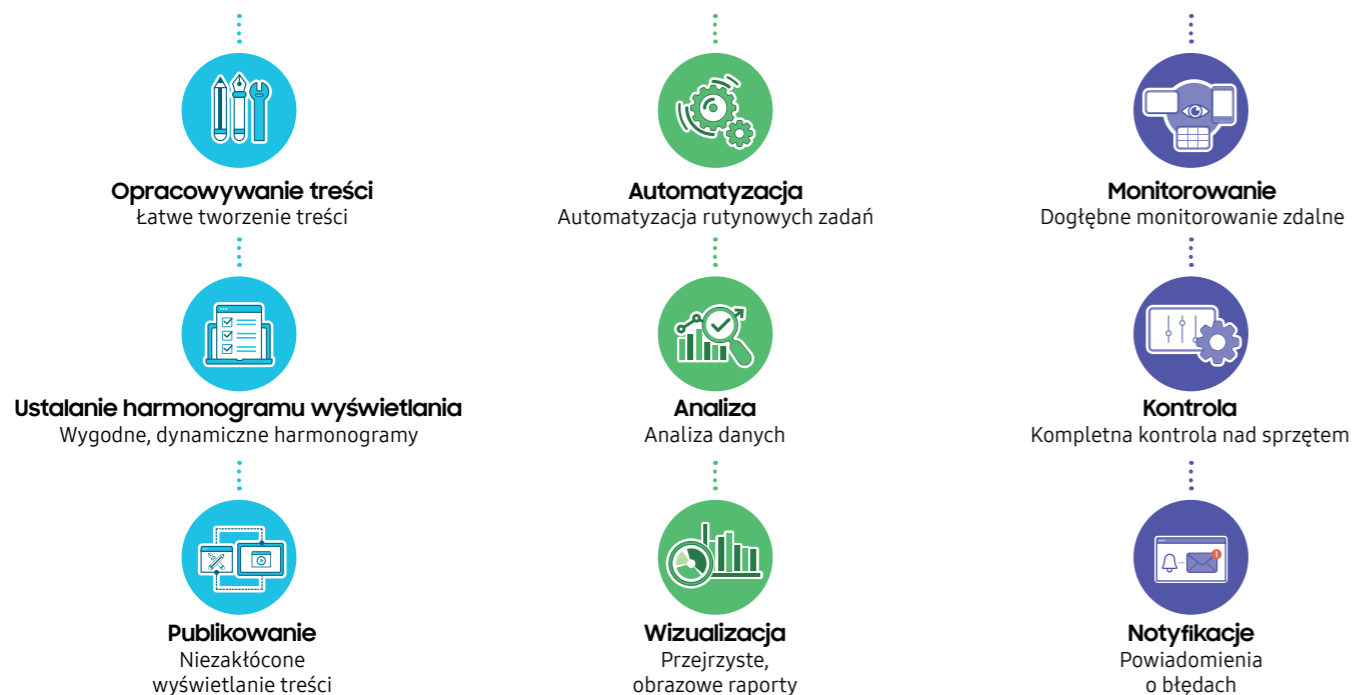 Opracowywanie treści
Łatwe tworzenie treści
Automatyzacja
Automatyzacja rutynowych zadań
Monitorowanie
Dogłębne monitorowanie zdalne
Ustalanie harmonogramu wyświetlania
Wygodne, dynamiczne harmonogramy
Analiza
Analiza danych
Kontrola
Kompletna kontrola nad sprzętem
Publikowanie
Niezakłócone
wyświetlanie treści
Wizualizacja
Przejrzyste,
obrazowe raporty
Notyfikacje
Powiadomienia
o błędach